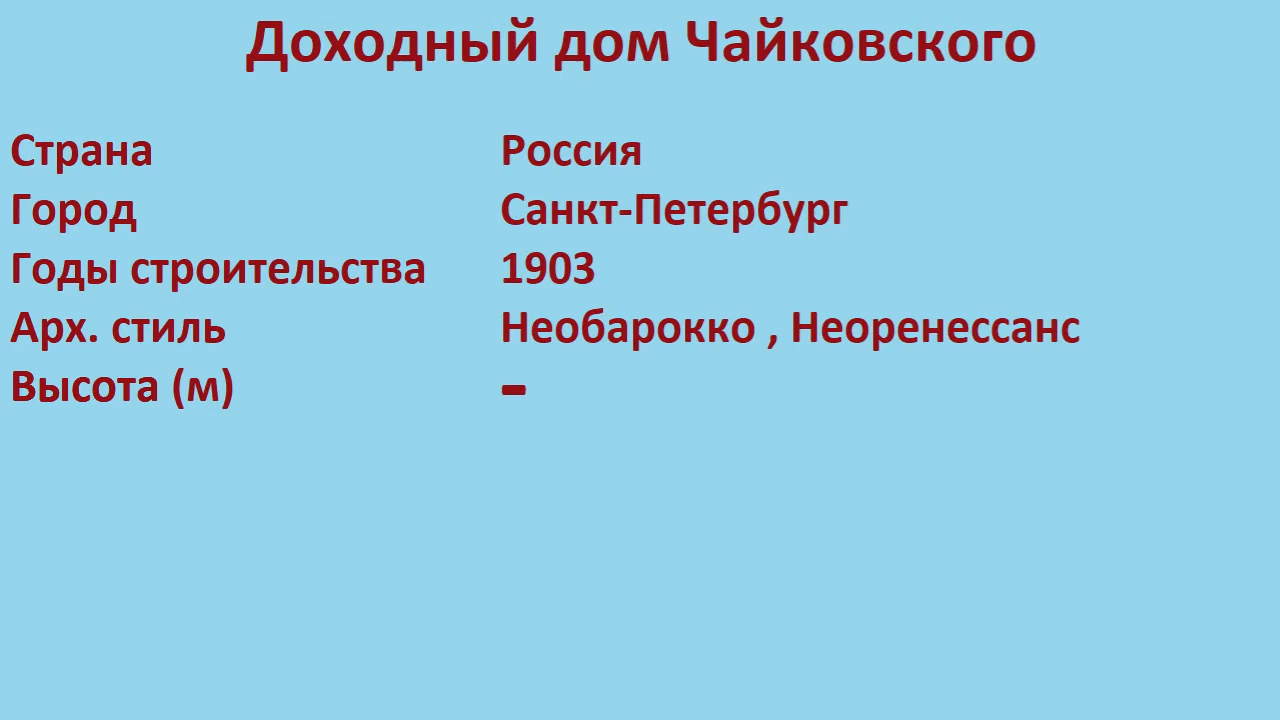 Доходный дом Чайковского
Страна Россия
Город Санкт-Петербург
Годы строительства 1903
Арх. стиль Необарокко , Неоренессанс
Высота (м) -